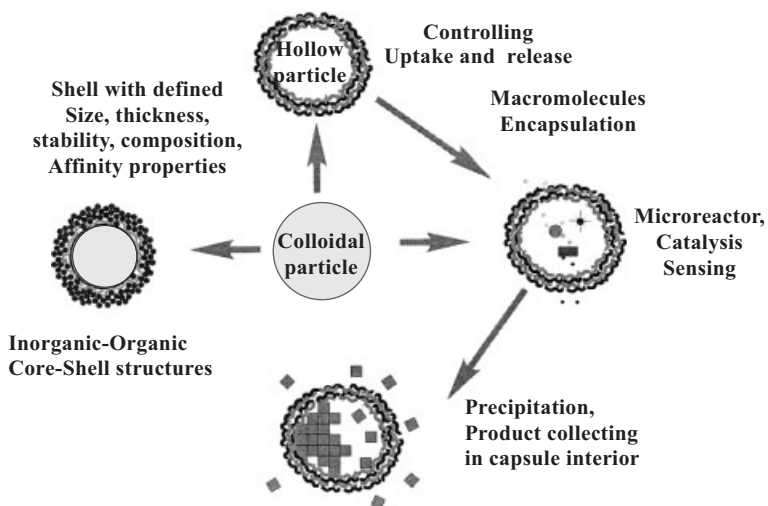 Hollow
particle
Controlling
Uptake and release
Shell with defined
Size, thickness,
stability, composition,
Affinity properties
Macromolecules
Encapsulation
Colloidal
particle
Microreactor,
Catalysis
Sensing
Inorganic-Organic
Core-Shell structures
Precipitation,
Product collecting
in capsule interior